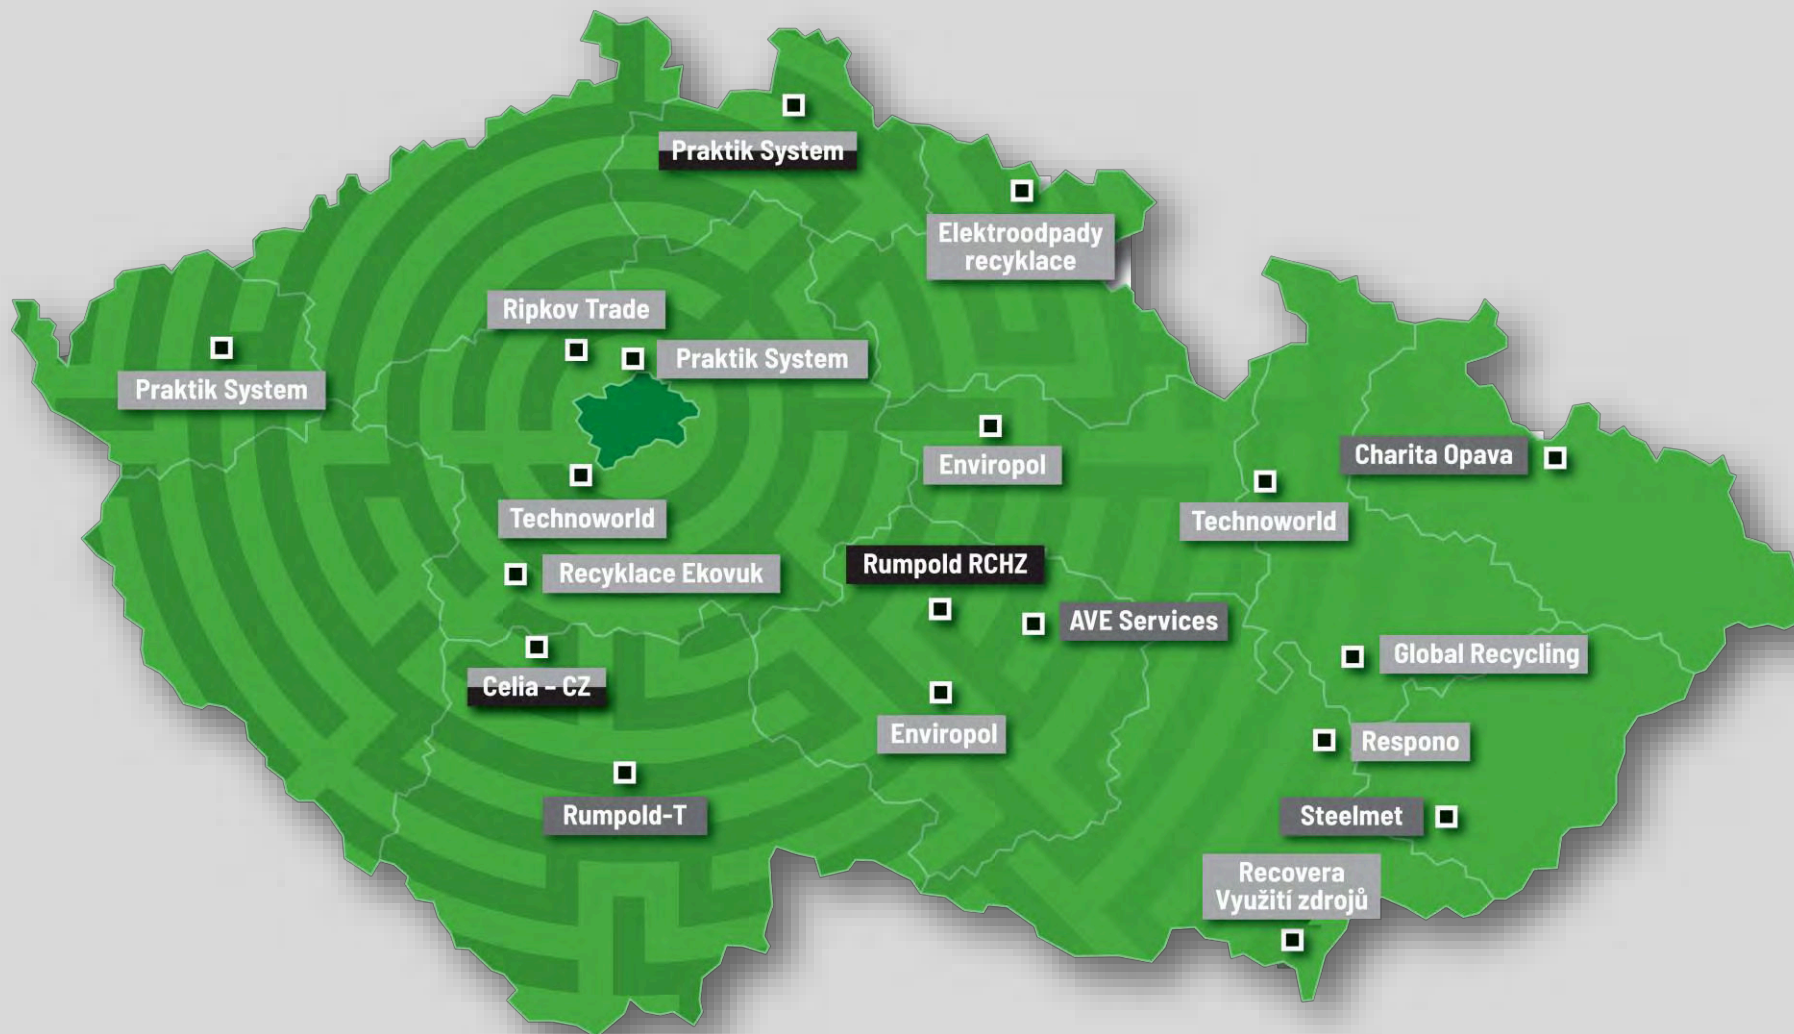 Praktik System
Elektroodpady
recyklace
Ripkov Trade
Praktik System
Praktik System
Enviropol
Charita Opava
Technoworld
Technoworld
Rumpold RCHZ
Recyklace Ekovuk
AVE Services
Global Recycling
Celia – CZ
Enviropol
Respono
Rumpold-T
Steelmet
Recovera
Využití zdrojů